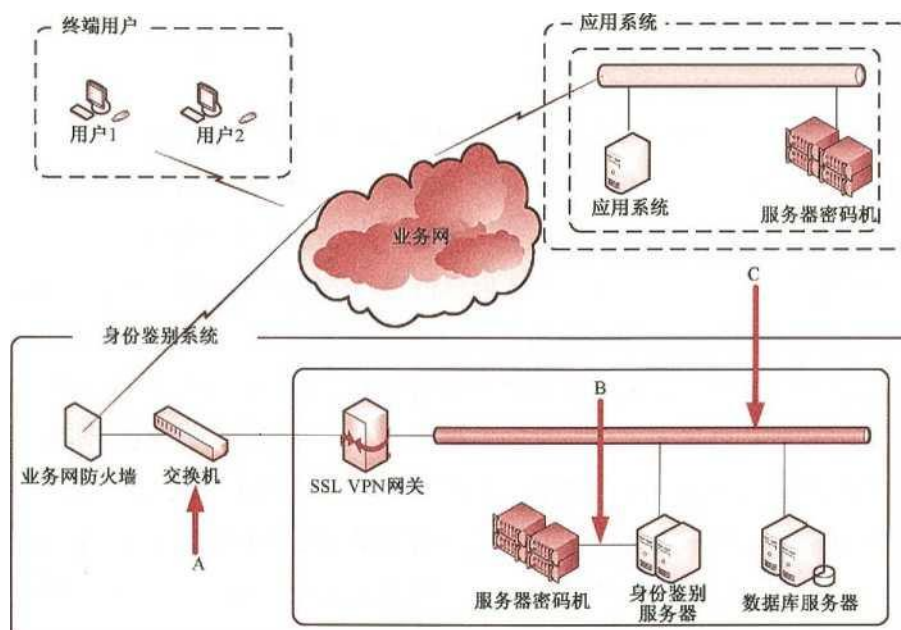 终端用户
用户1
用户2
应用系统
应用系统
服务器密码机
业务网
C
身份鉴别系统
B
业务网防火墙
交换机
SSL VPN网关
A
服务器密码机
身份鉴别
服务器
数据库服务器